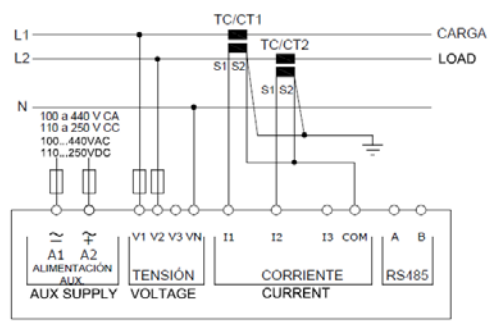 TC/CT1
L1
CARGA
TC/CT2
L2
S1 S2
LOAD
S1 S2
N
100 a 440 V CA
110 a 250 V CC
100...440VAC
110...250VDC
A1 A2
V1 V2 V3 VN
I1 I2 I3 COM
A B
ALIMENTACIÓN
AUX.
AUX SUPPLY
TENSIÓN
VOLTAGE
CORRIENTE
CURRENT
RS485